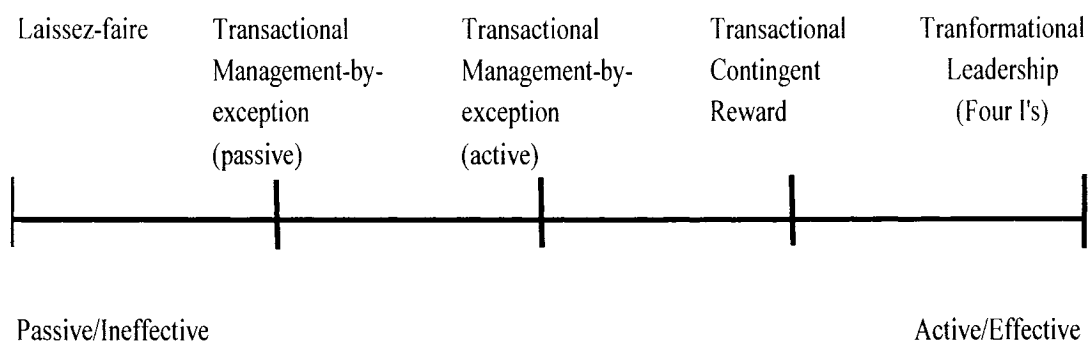 Laissez-faire
Transactional
Management-by-
exception
(passive)
Transactional
Management-by-
exception
(active)
Transactional
Contingent
Reward
Tranformational
Leadership
(Four I's)
Passive/Ineffective
Active/Effective